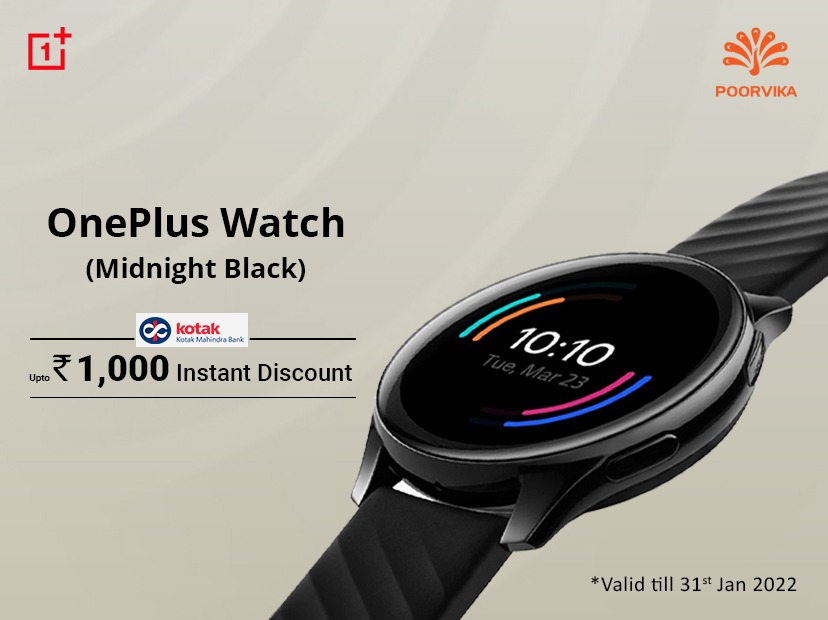 1+
POORVIKA
OnePlus Watch
(Midnight Black)
kotak
Kotak Mahindra Bank
Upto ₹ 1,000 Instant Discount
10:10
Tue, Mar 23
*Valid till 31st Jan 2022